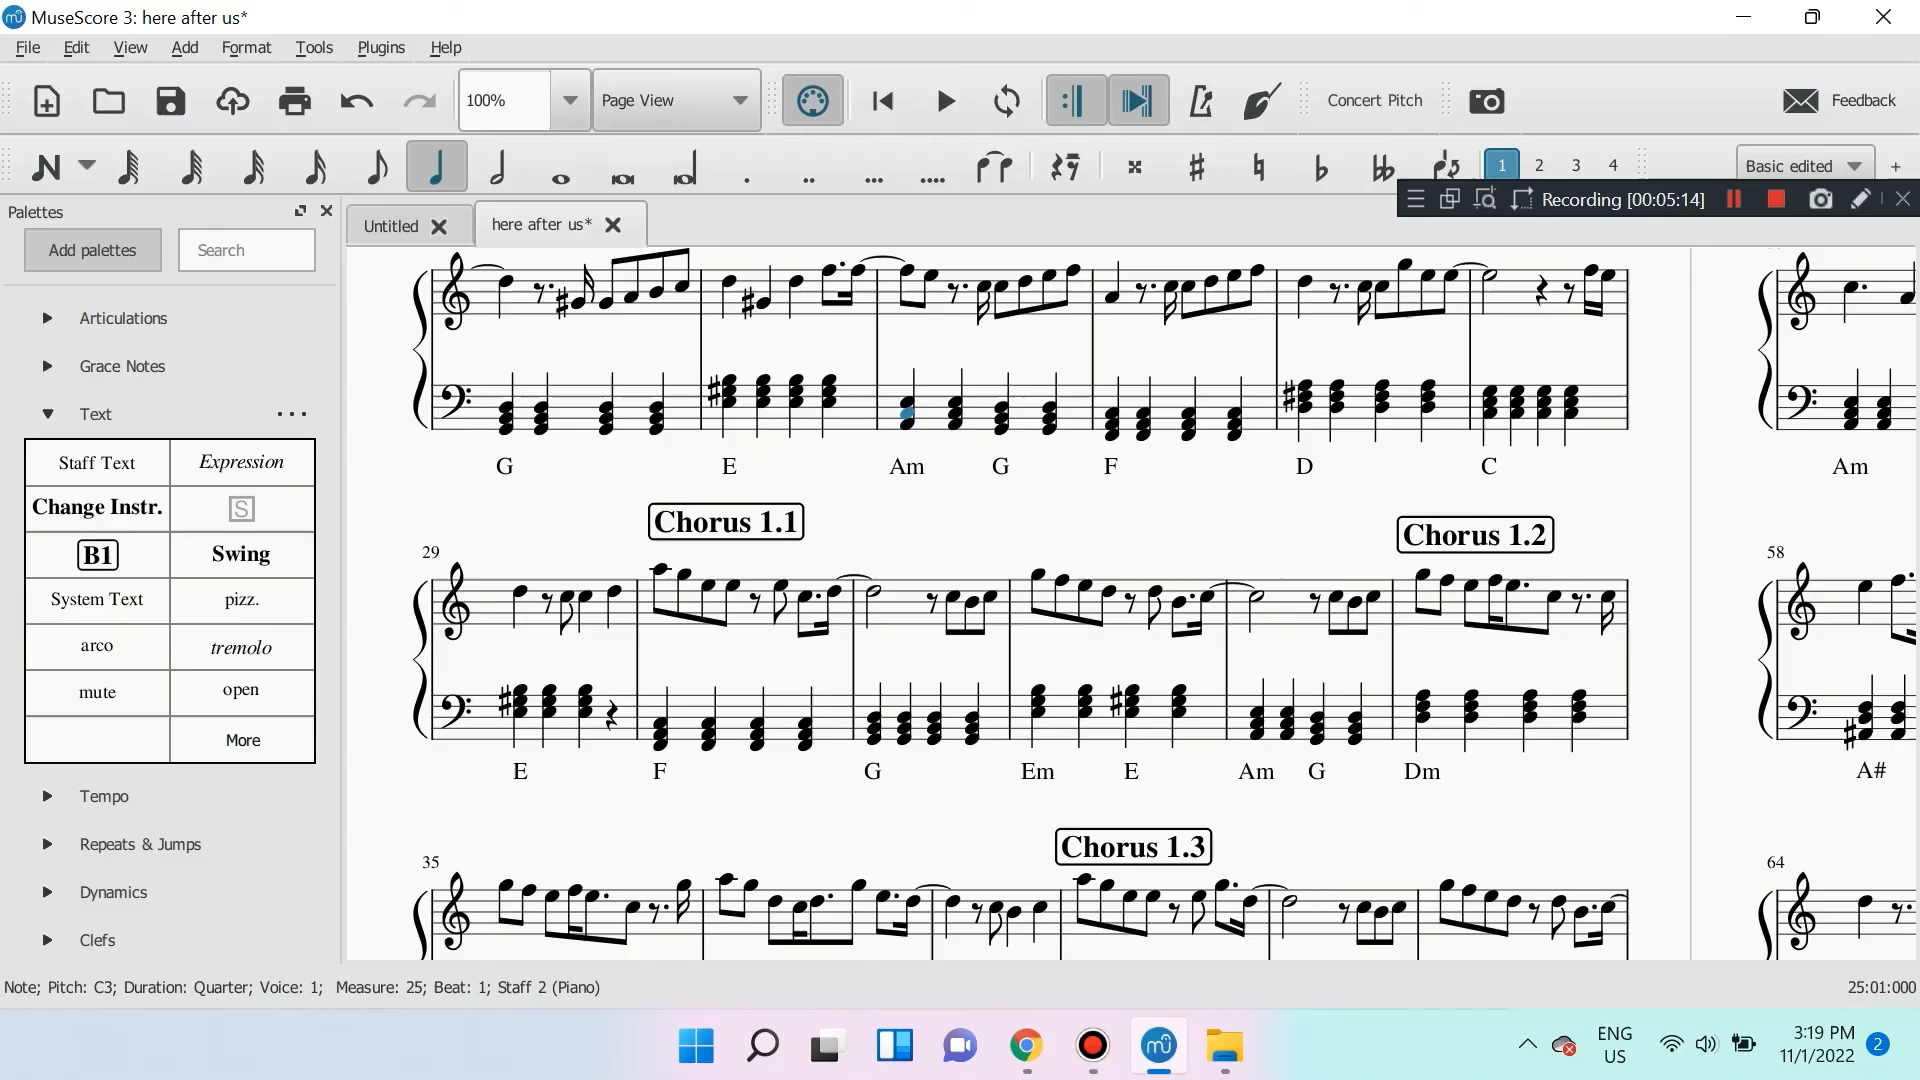 MuseScore 3: here after us*
File Edit View Add Format Tools Plugins Help
100% Page View Concert Pitch Feedback
1 2 3 4 Basic edited +
Recording [00:05:14]
Palettes
Untitled here after us*
Add palettes Search
Articulations
Grace Notes
Text ...
Staff Text Expression
Change Instr. S
B1 Swing
System Text pizz.
arco tremolo
mute open
More
Tempo
Repeats & Jumps
Dynamics
Clefs
G E Am G F D C Am
Chorus 1.1 Chorus 1.2
29 58
E F G Em E Am G Dm A#
Chorus 1.3
35 64
Note; Pitch: C3; Duration: Quarter; Voice: 1; Measure: 25; Beat: 1; Staff 2 (Piano) 25:01:000
ENG
US
3:19 PM
11/1/2022
2